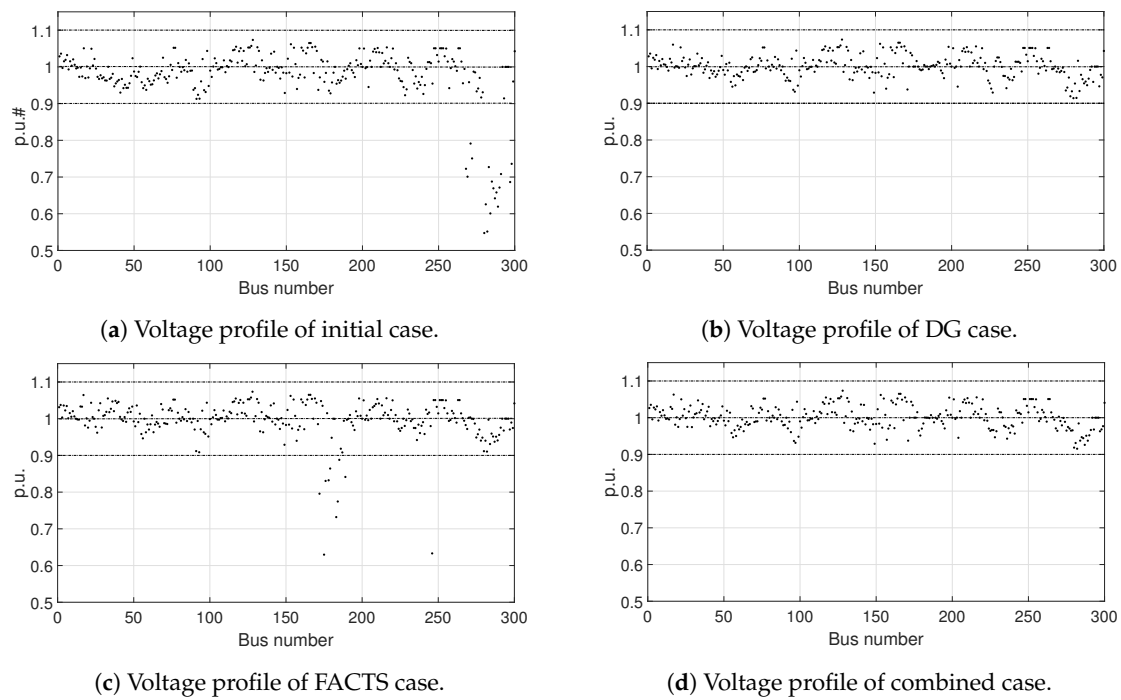 1.1
1
0.9
0.8
0.7
0.6
0.5
p.u.#
0 50 100 150 200 250 300
Bus number
(a) Voltage profile of initial case.
1.1
1
0.9
0.8
0.7
0.6
0.5
p.u.
0 50 100 150 200 250 300
Bus number
(b) Voltage profile of DG case.
1.1
1
0.9
0.8
0.7
0.6
0.5
p.u.
0 50 100 150 200 250 300
Bus number
(c) Voltage profile of FACTS case.
1.1
1
0.9
0.8
0.7
0.6
0.5
p.u.
0 50 100 150 200 250 300
Bus number
(d) Voltage profile of combined case.